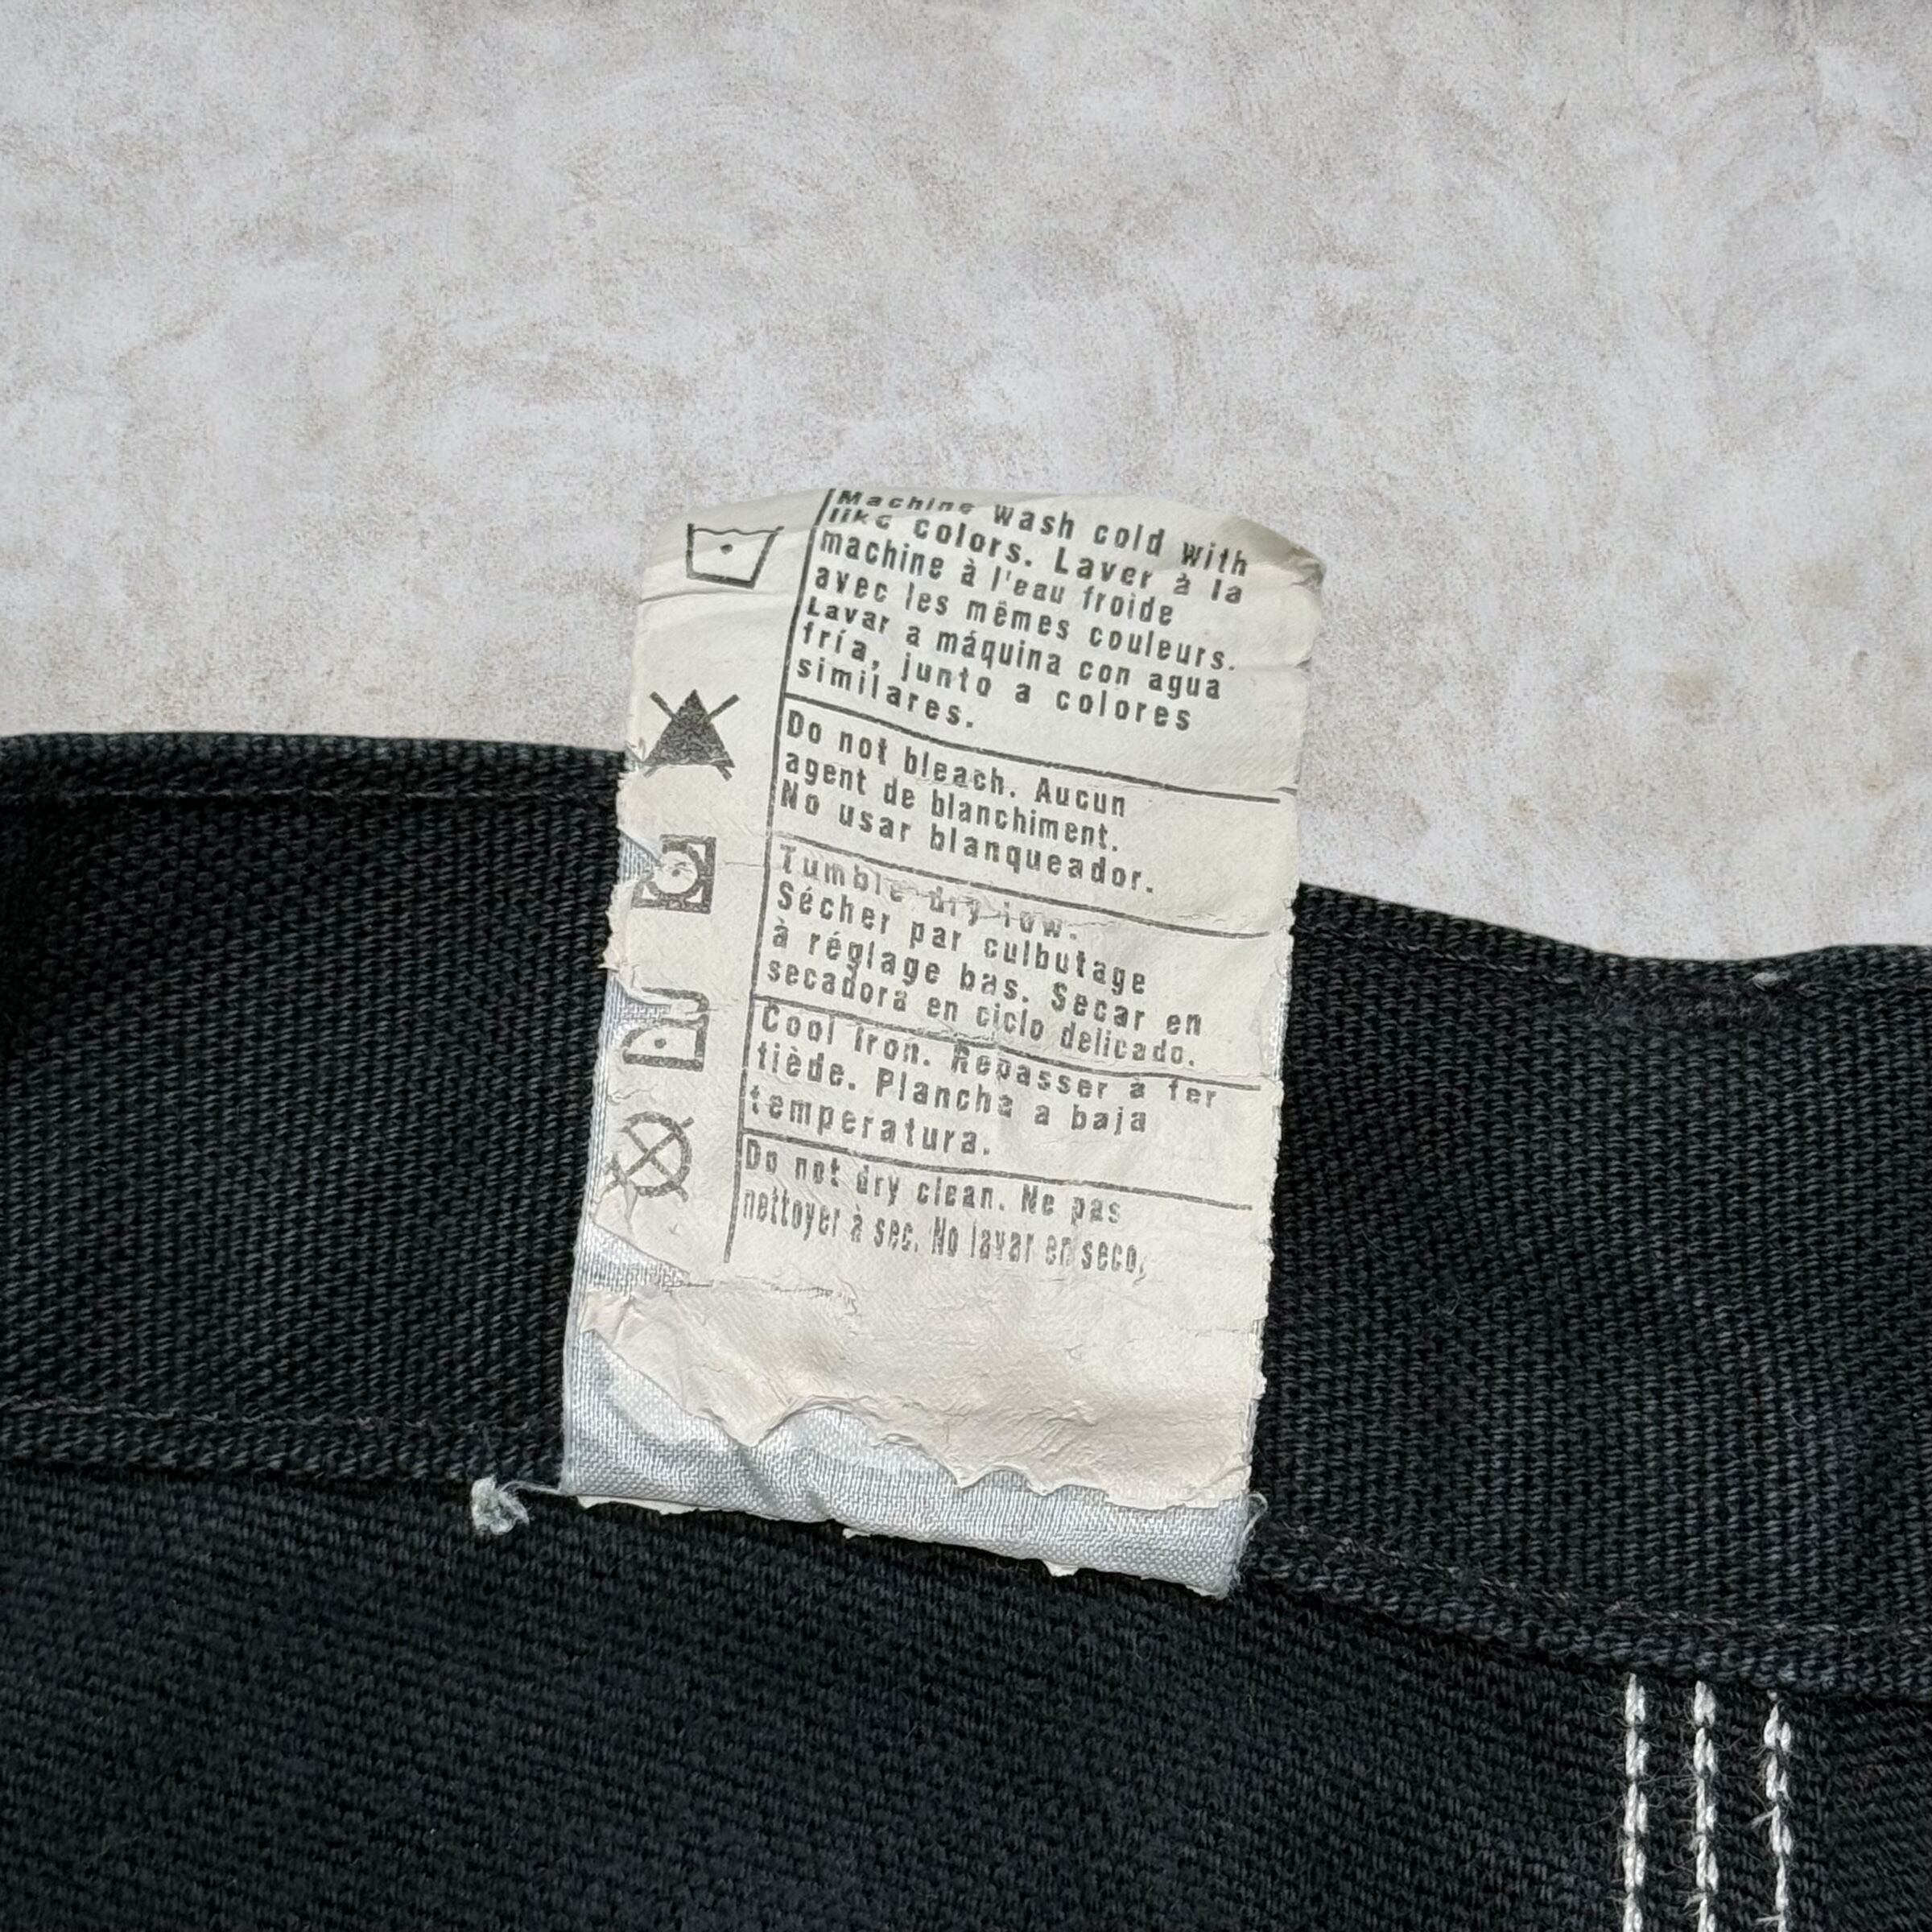 Machine wash cold with
like colors. Laver à la
machine à l'eau froide
avec les mêmes couleurs.
Lavar a máquina con agua
fría, junto a colores
similares.
Do not bleach. Aucun
agent de blanchiment.
No usar blanqueador.
Tumble dry low.
Sécher par culbutage
à réglage bas. Secar en
secadora en ciclo delicado.
Cool iron. Repasser à fer
tiède. Plancha a baja
temperatura.
Do not dry clean. Ne pas
nettoyer à sec. No lavar en seco.